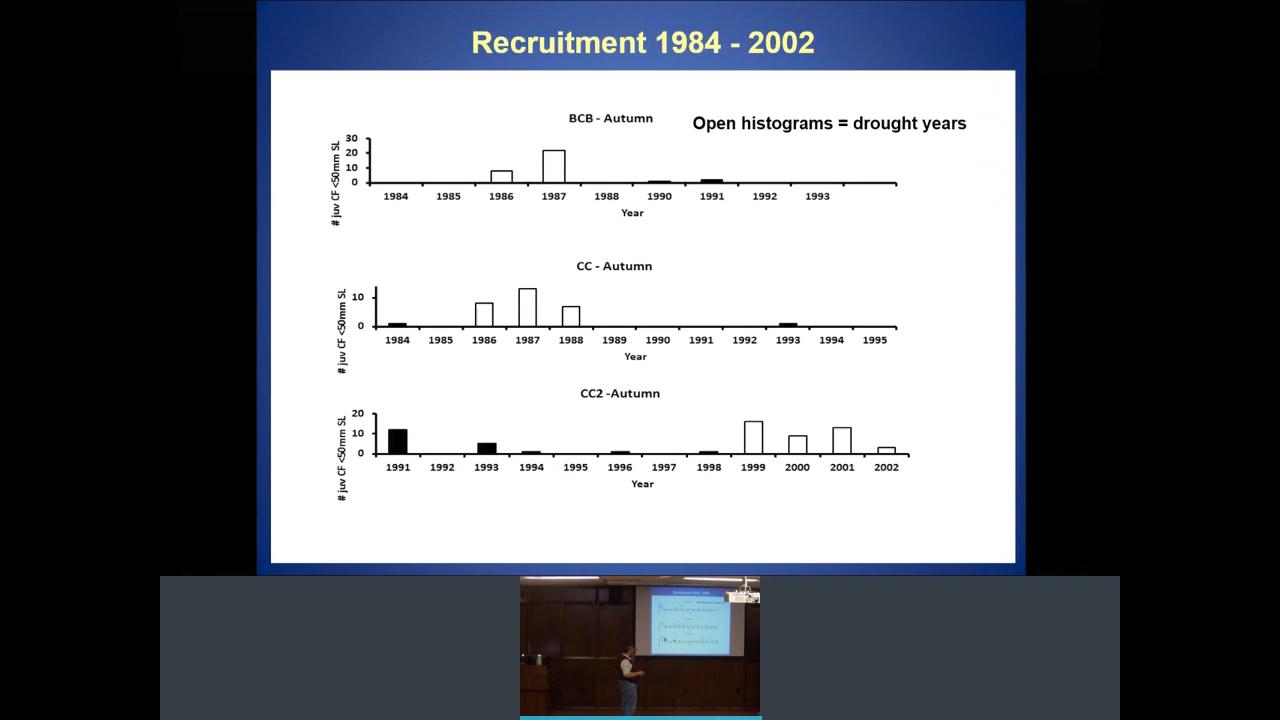 Recruitment 1984 - 2002
BCB - Autumn
Open histograms = drought years
# juv CF <50mm SL
30
20
10
0
1984 1985 1986 1987 1988 1990 1991 1992 1993
Year
CC - Autumn
# juv CF <50mm SL
10
0
1984 1985 1986 1987 1988 1989 1990 1991 1992 1993 1994 1995
Year
CC2 -Autumn
# juv CF <50mm SL
20
10
0
1991 1992 1993 1994 1995 1996 1997 1998 1999 2000 2001 2002
Year
Recruitment 1984 - 2002